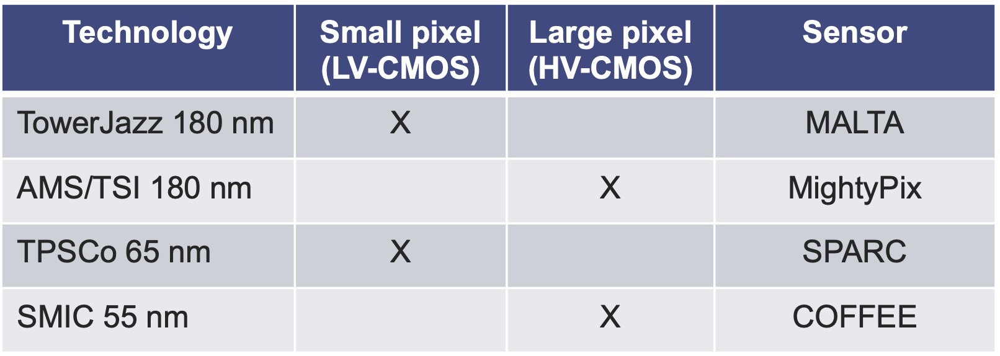 Technology Small pixel (LV-CMOS) Large pixel (HV-CMOS) Sensor
TowerJazz 180 nm X MALTA
AMS/TSI 180 nm X MightyPix
TPSCo 65 nm X SPARC
SMIC 55 nm X COFFEE